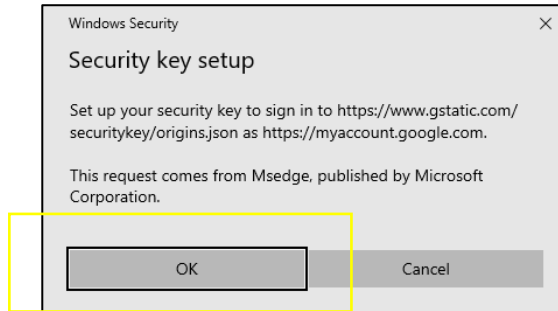 Windows Security
Security key setup
Set up your security key to sign in to https://www.gstatic.com/
securitykey/origins.json as https://myaccount.google.com.
This request comes from Msedge, published by Microsoft
Corporation.
OK
Cancel